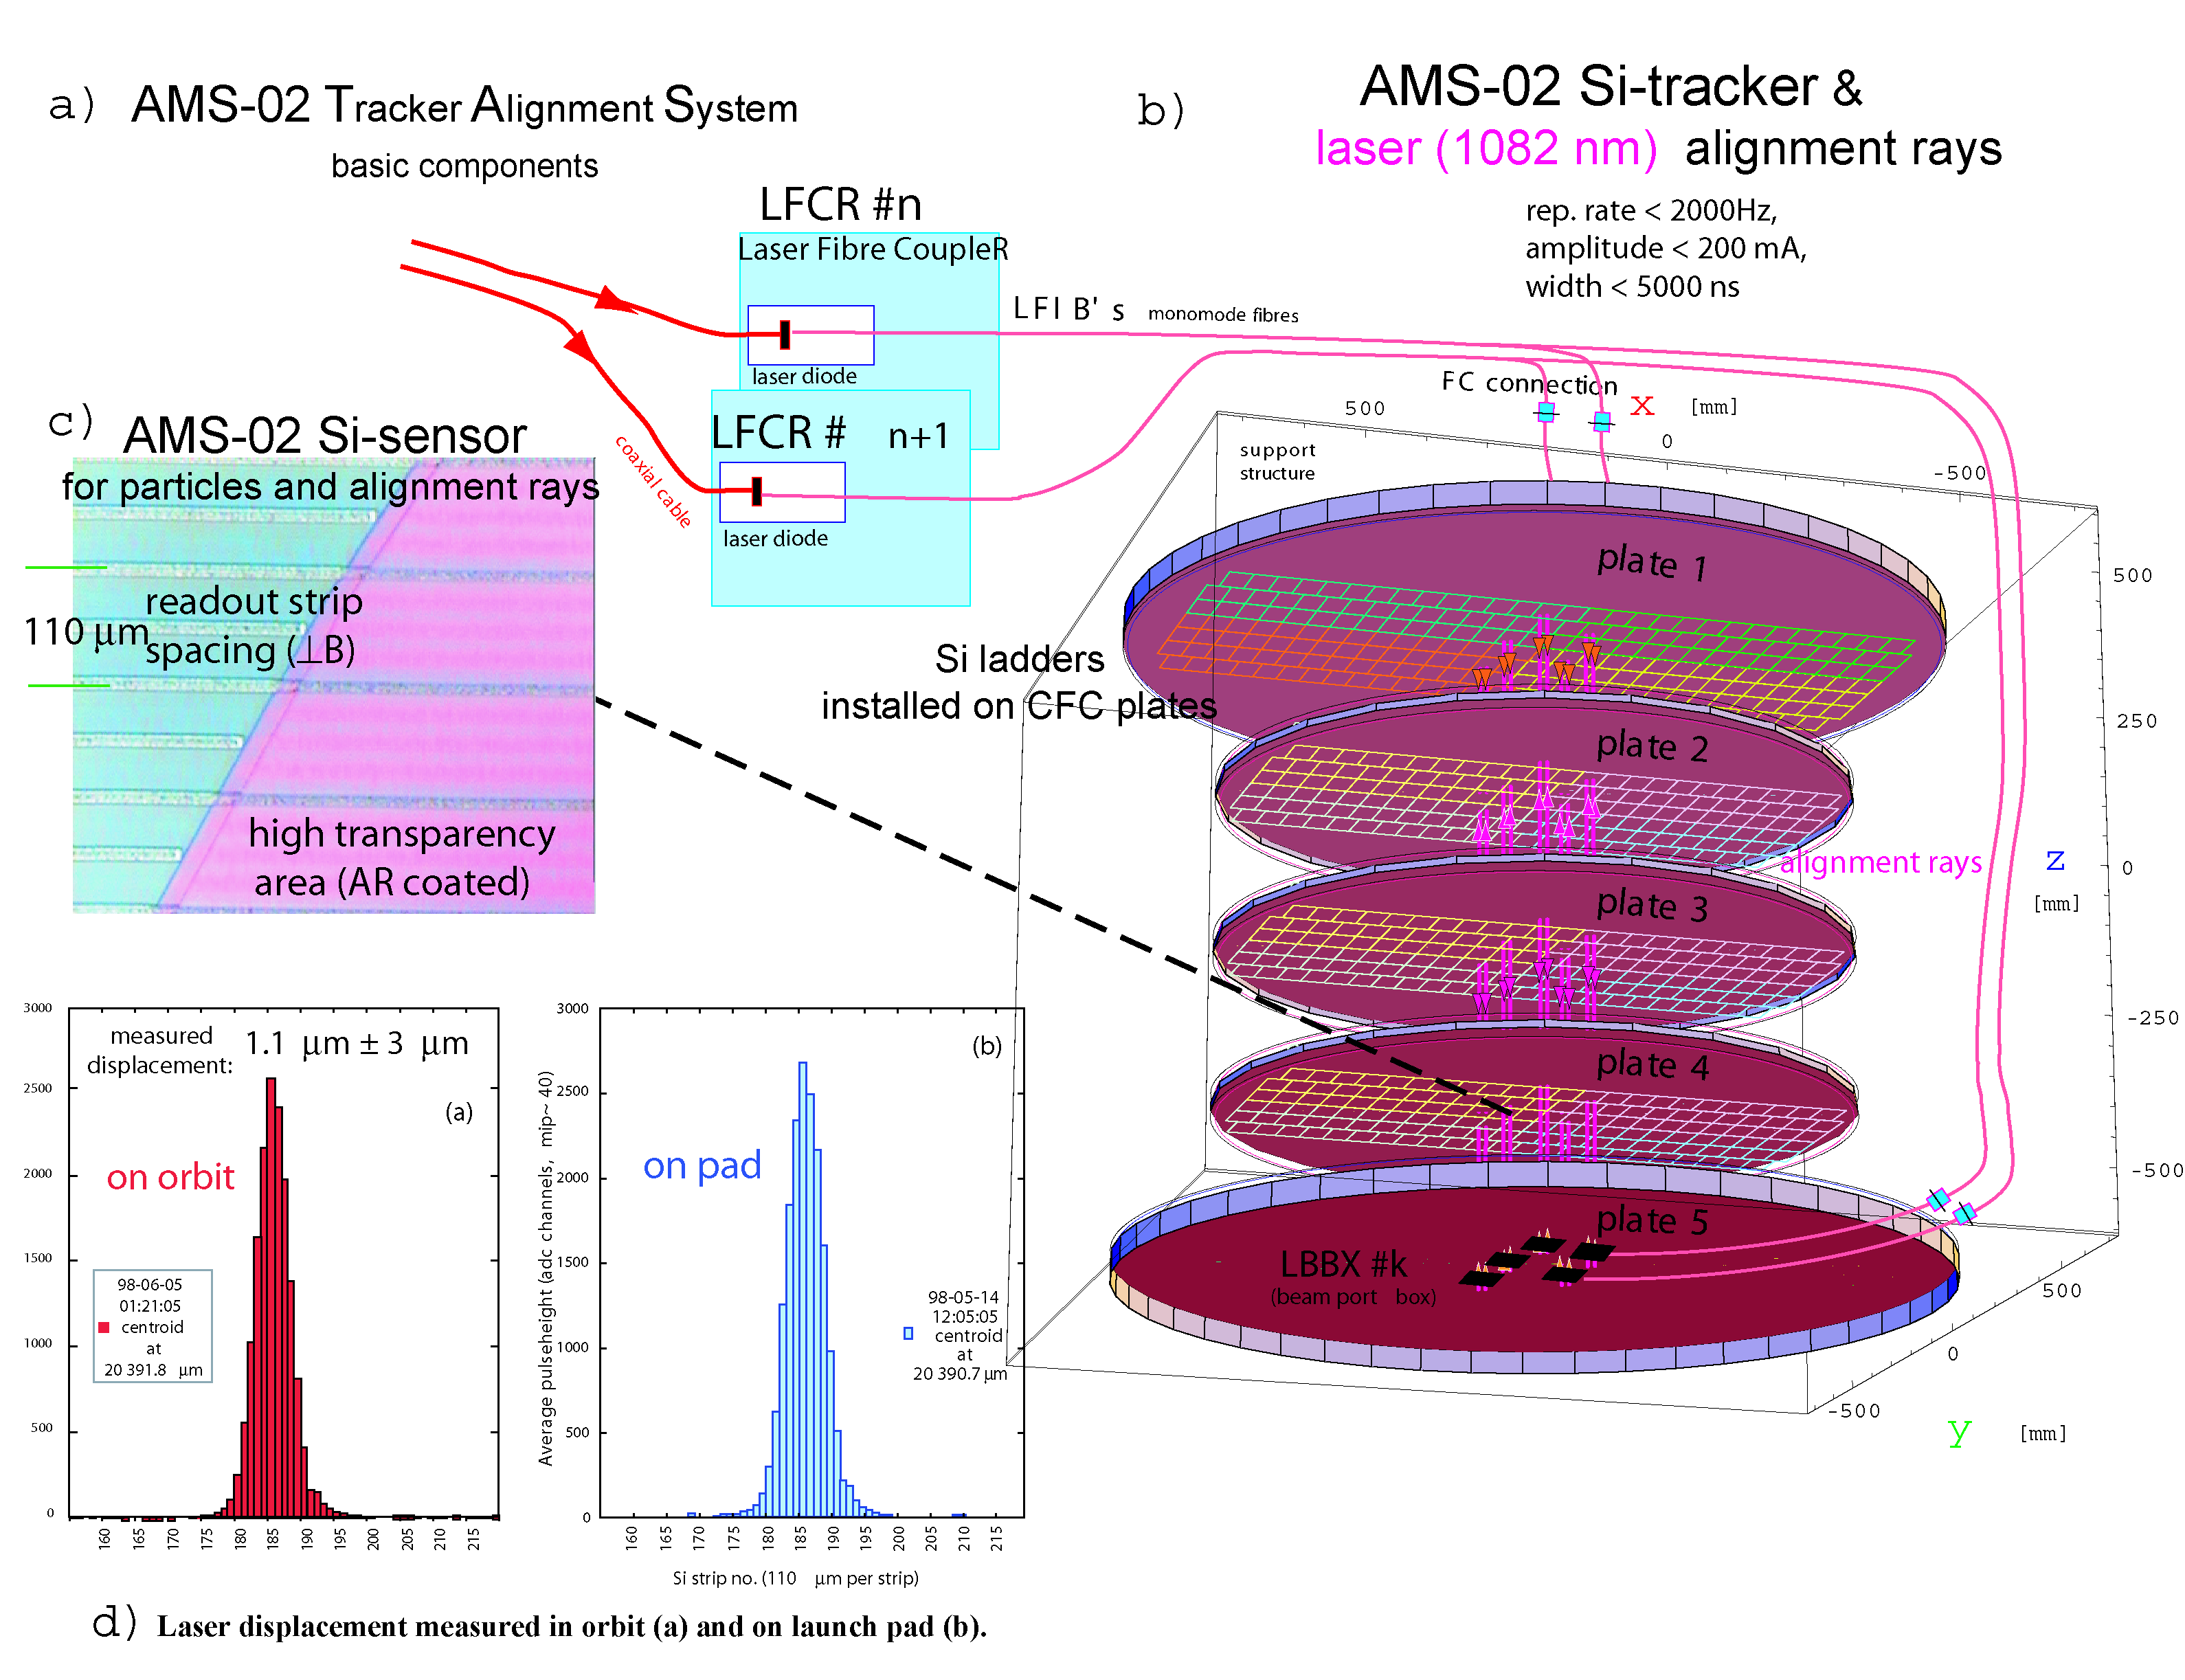 a) AMS-02 Tracker Alignment System
basic components
LFCR #n
Laser Fibre CoupleR
laser diode
LFCR # n+1
laser diode
coaxial cable
LFI B' s monomode fibres
b) AMS-02 Si-tracker &
laser (1082 nm) alignment rays
rep. rate < 2000Hz,
amplitude < 200 mA,
width < 5000 ns
FC connection
x [mm]
500
0
-500
support
structure
plate 1
plate 2
plate 3
plate 4
plate 5
Si ladders
installed on CFC plates
alignment rays
z
[mm]
500
250
0
-250
-500
LBBX #k
(beam port box)
500
0
-500
y [mm]
c) AMS-02 Si-sensor
for particles and alignment rays
110 µm
readout strip
spacing (⊥B)
high transparency
area (AR coated)
measured
displacement:
1.1 µm ± 3 µm
(a)
on orbit
98-06-05
01:21:05
centroid
at
20 391.8 µm
3000
2500
2000
1500
1000
500
0
160 165 170 175 180 185 190 195 200 205 210 215
Average pulseheight (adc channels, mip~ 40)
(b)
on pad
98-05-14
12:05:05
centroid
at
20 390.7 µm
3000
2500
2000
1500
1000
500
0
160 165 170 175 180 185 190 195 200 205 210 215
Si strip no. (110 µm per strip)
d) Laser displacement measured in orbit (a) and on launch pad (b).